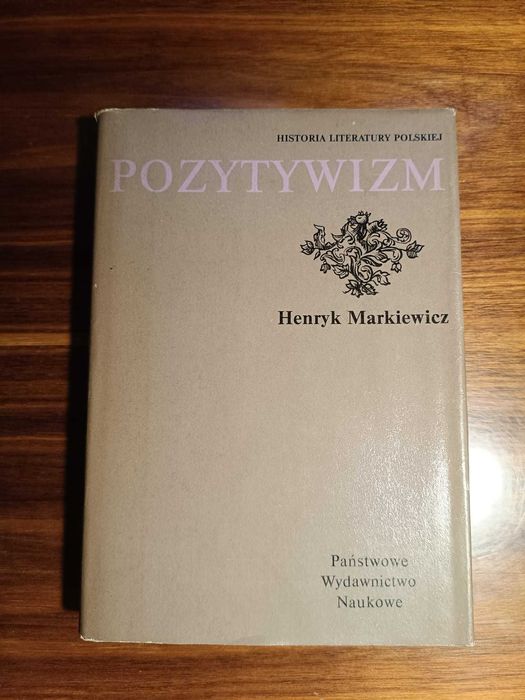 HISTORIA LITERATURY POLSKIEJ
POZYTYWIZM
Henryk Markiewicz
Państwowe
Wydawnictwo
Naukowe